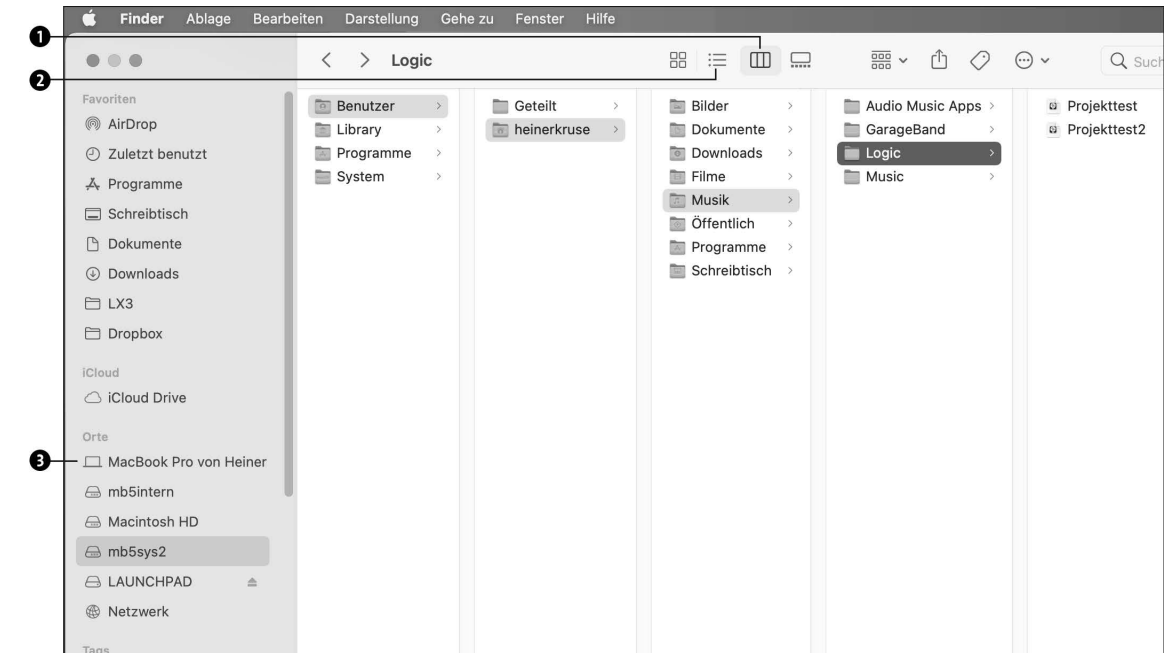 Finder Ablage Bearbeiten Darstellung Gehe zu Fenster Hilfe
1
2
Logic
Such
Favoriten
AirDrop
Zuletzt benutzt
Programme
Schreibtisch
Dokumente
Downloads
LX3
Dropbox
iCloud
iCloud Drive
Orte
3
MacBook Pro von Heiner
mb5intern
Macintosh HD
mb5sys2
LAUNCHPAD
Netzwerk
Tags
Benutzer
Library
Programme
System
Geteilt
heinerkruse
Bilder
Dokumente
Downloads
Filme
Musik
Öffentlich
Programme
Schreibtisch
Audio Music Apps
GarageBand
Logic
Music
Projekttest
Projekttest2